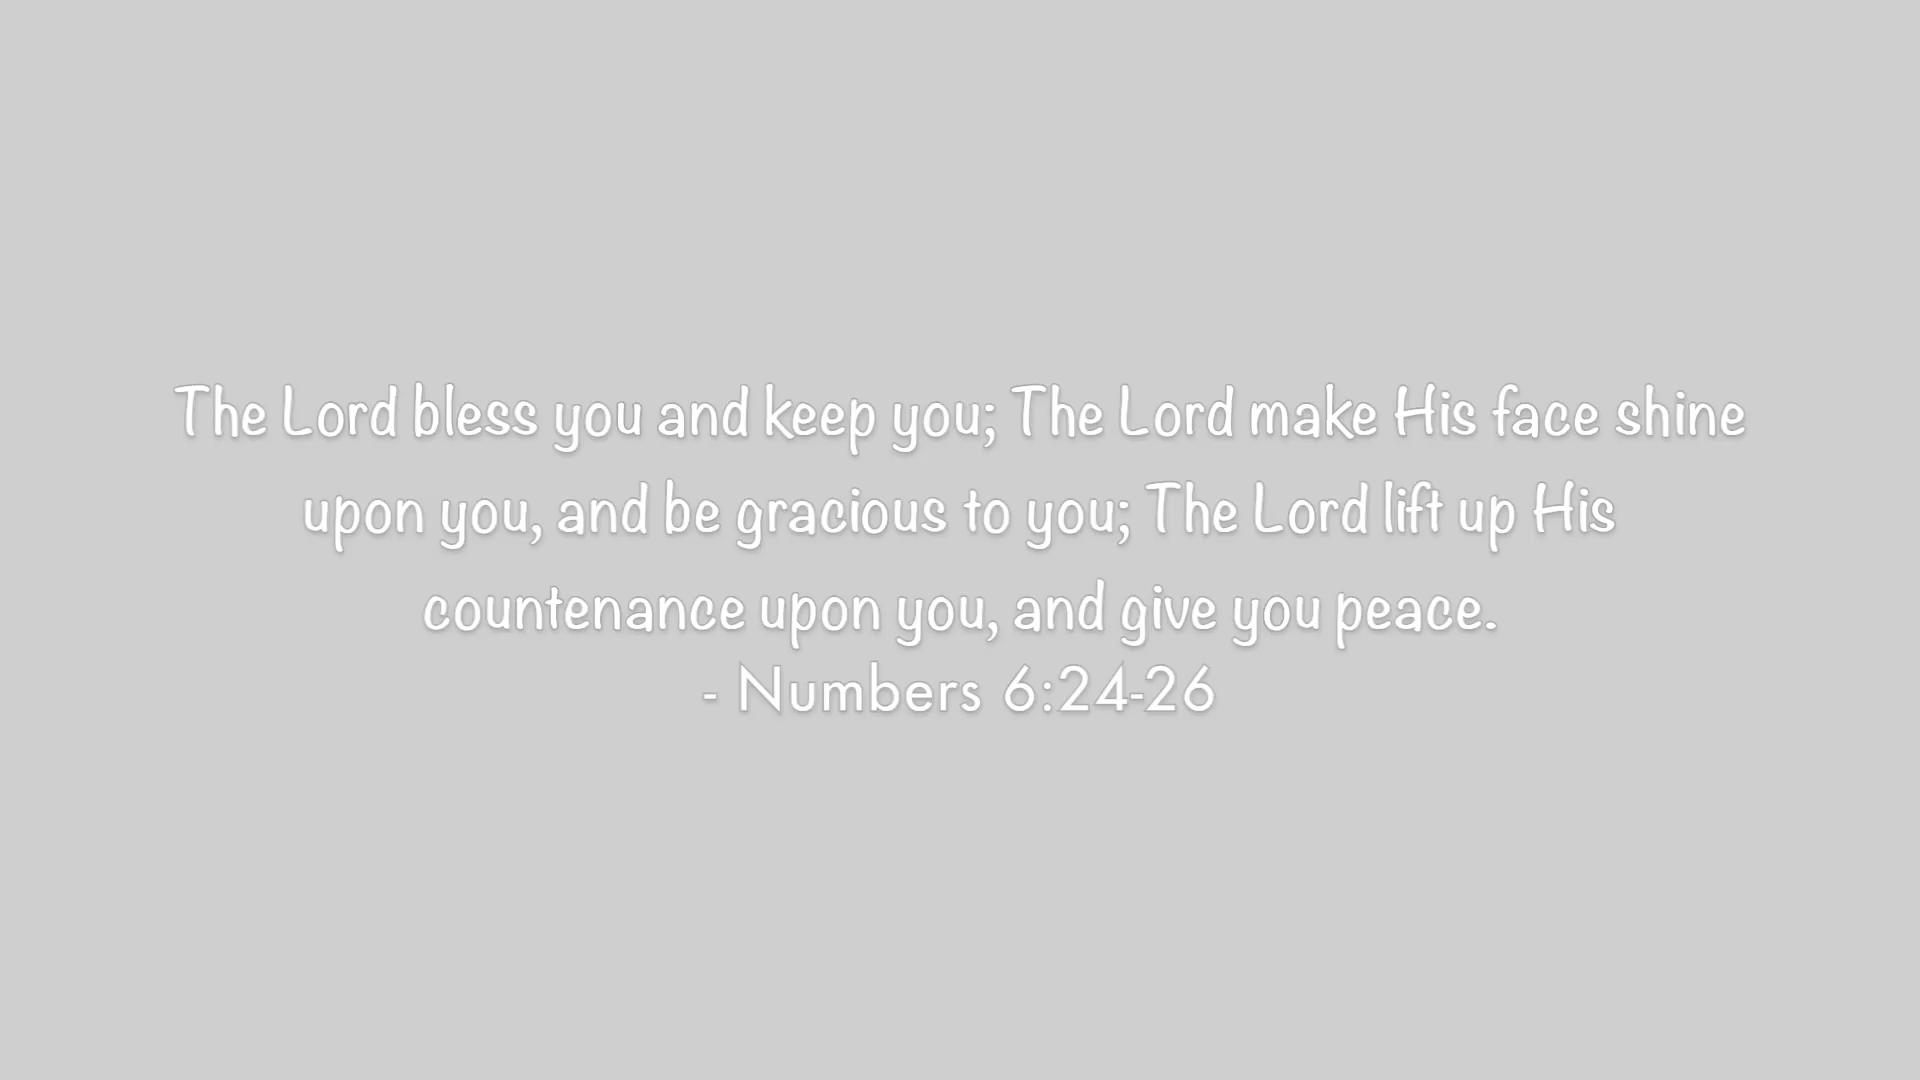 The Lord bless you and keep you; The Lord make His face shine
upon you, and be gracious to you; The Lord lift up His
countenance upon you, and give you peace.
- Numbers 6:24-26